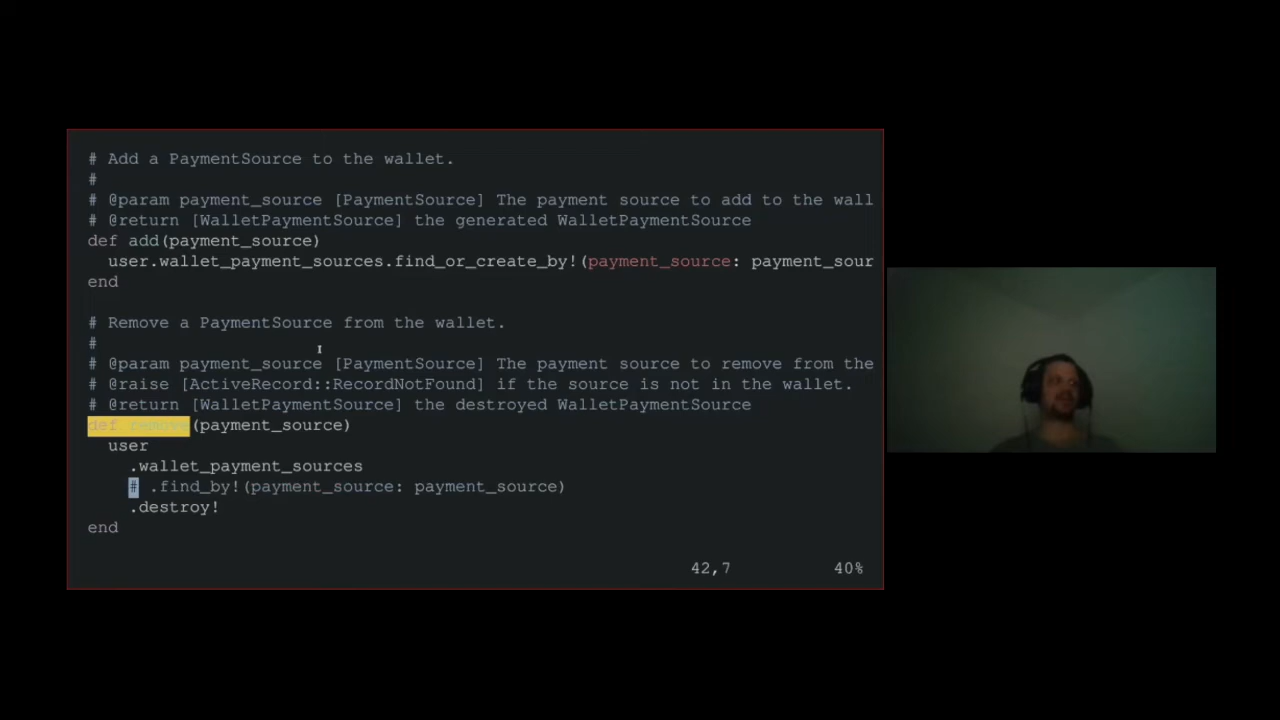 # Add a PaymentSource to the wallet.
#
# @param payment_source [PaymentSource] The payment source to add to the wall
# @return [WalletPaymentSource] the generated WalletPaymentSource
def add(payment_source)
  user.wallet_payment_sources.find_or_create_by!(payment_source: payment_sour
end

# Remove a PaymentSource from the wallet.
#
# @param payment_source [PaymentSource] The payment source to remove from the
# @raise [ActiveRecord::RecordNotFound] if the source is not in the wallet.
# @return [WalletPaymentSource] the destroyed WalletPaymentSource
def remove(payment_source)
  user
    .wallet_payment_sources
    # .find_by!(payment_source: payment_source)
    .destroy!
end
42,7 40%